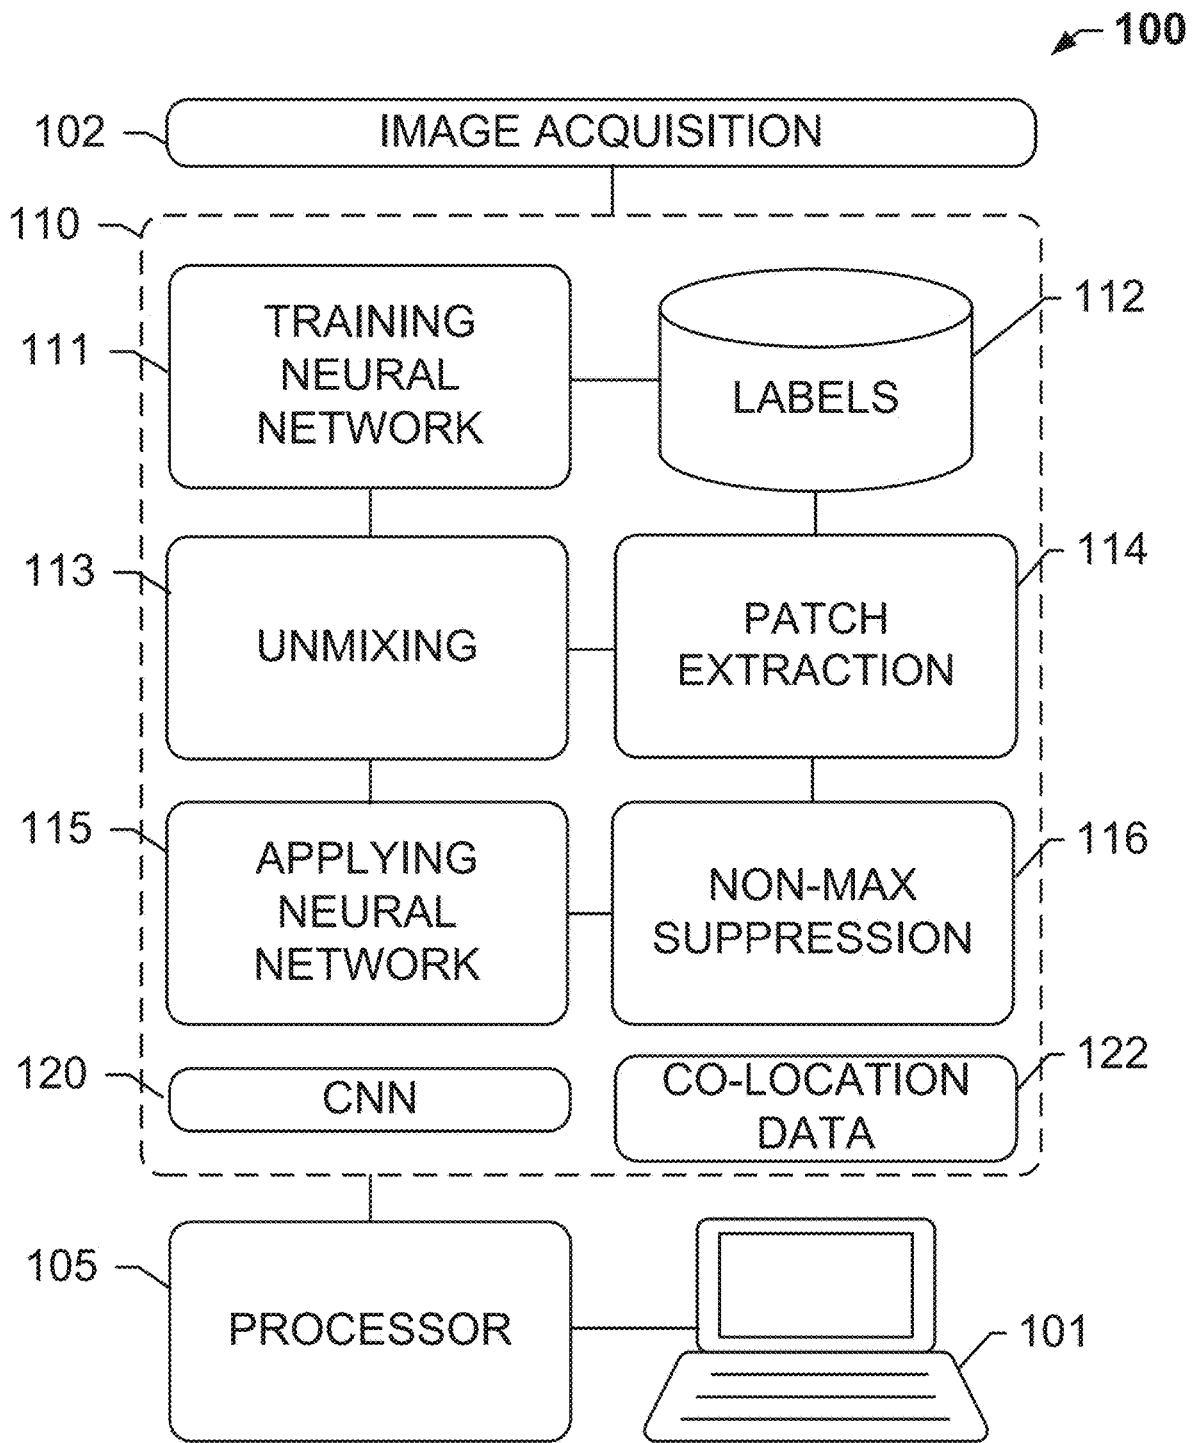 100
102
IMAGE ACQUISITION
110
111
TRAINING
NEURAL
NETWORK
LABELS
112
113
UNMIXING
PATCH
EXTRACTION
114
115
APPLYING
NEURAL
NETWORK
NON-MAX
SUPPRESSION
116
120
CNN
CO-LOCATION
DATA
122
105
PROCESSOR
101